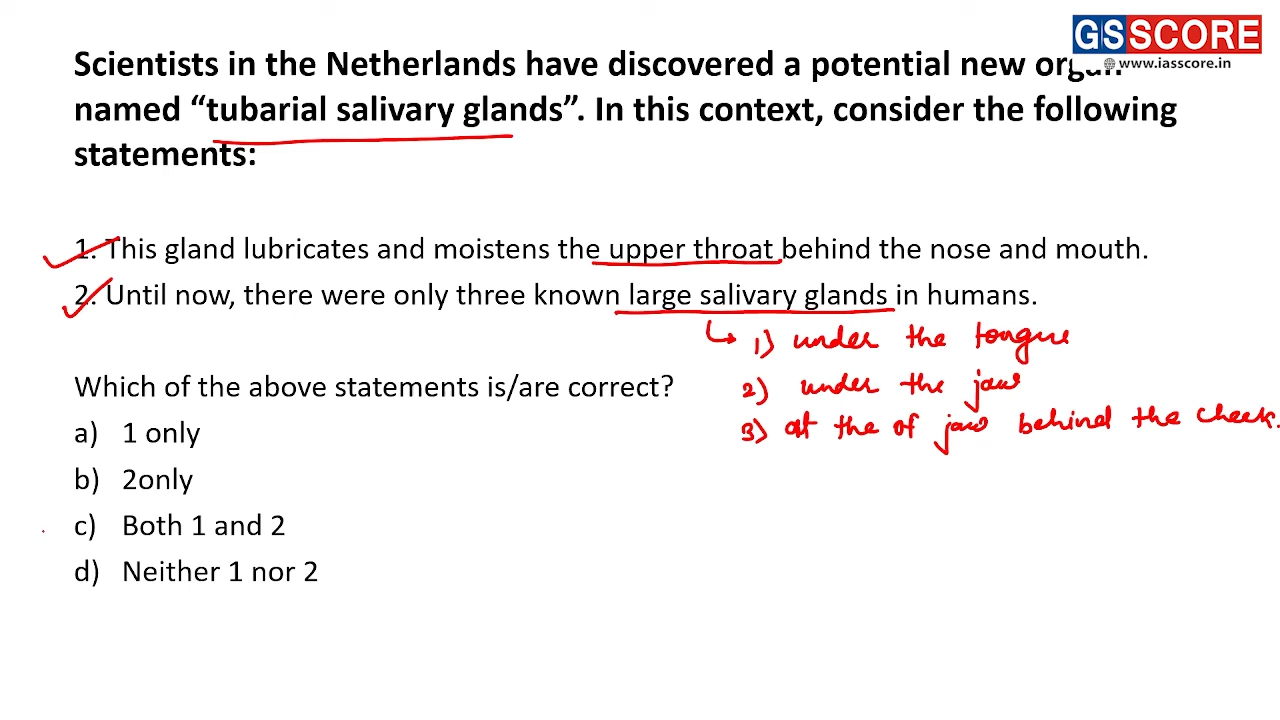 GSSCORE
www.iasscore.in
Scientists in the Netherlands have discovered a potential new organ
named “tubarial salivary glands”. In this context, consider the following
statements:
1. This gland lubricates and moistens the upper throat behind the nose and mouth.
2. Until now, there were only three known large salivary glands in humans.
1) under the tongue
2) under the jaw
3) at the of jaw behind the cheek.
Which of the above statements is/are correct?
a) 1 only
b) 2only
c) Both 1 and 2
d) Neither 1 nor 2